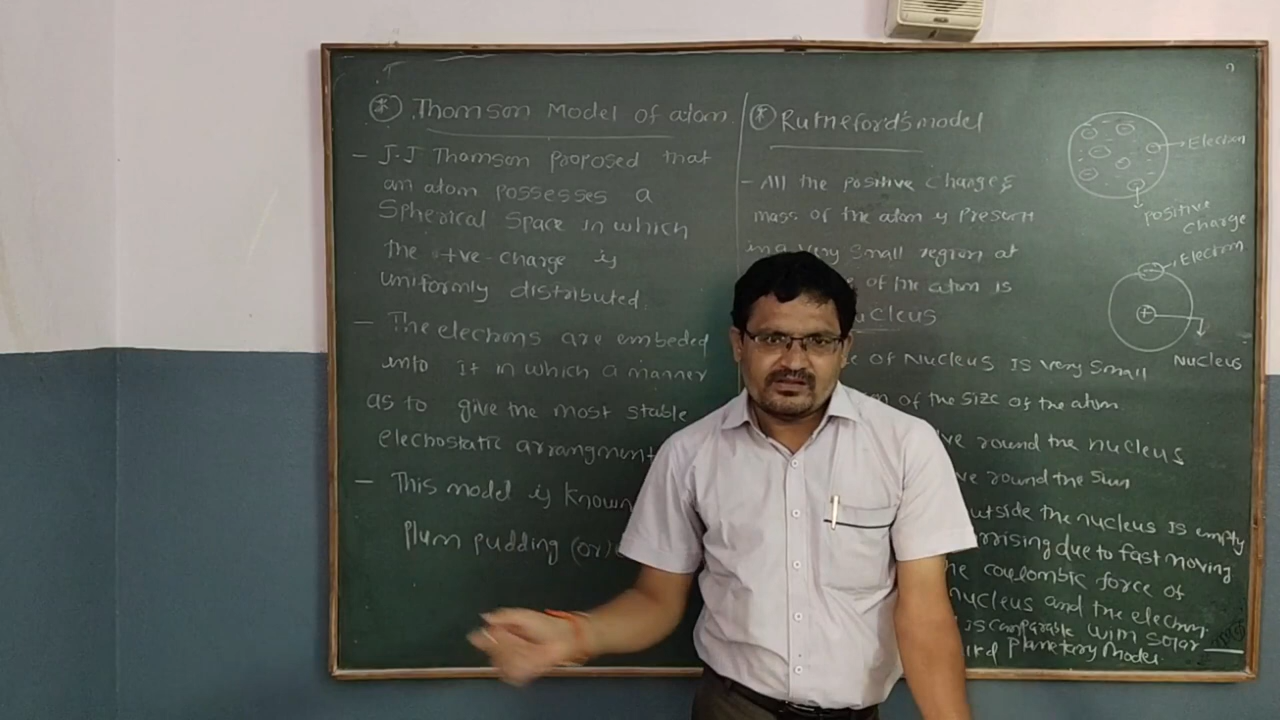 * Thomson Model of atom
- J.J Thomson proposed that
an atom possesses a
Spherical Space in which
the +ve charge is
uniformly distributed.
- The electrons are embeded
into it in which a manner
as to give the most stable
electrostatic arrangment
- This model is known
Plum pudding (or)
* Rutneford's model
- All the positive charge &
mass of the atom is Present
in a very small region at
of the atom is
ucleus
of Nucleus Is very small
of the size of the atom
round the nucleus
round the Sun
utside the nucleus Is empty
arrising due to fast moving
he coulombic force of
nucleus and the electron.
is comparable with solar
Planetary Model.
Electron
positive
charge
Electron
+
Nucleus